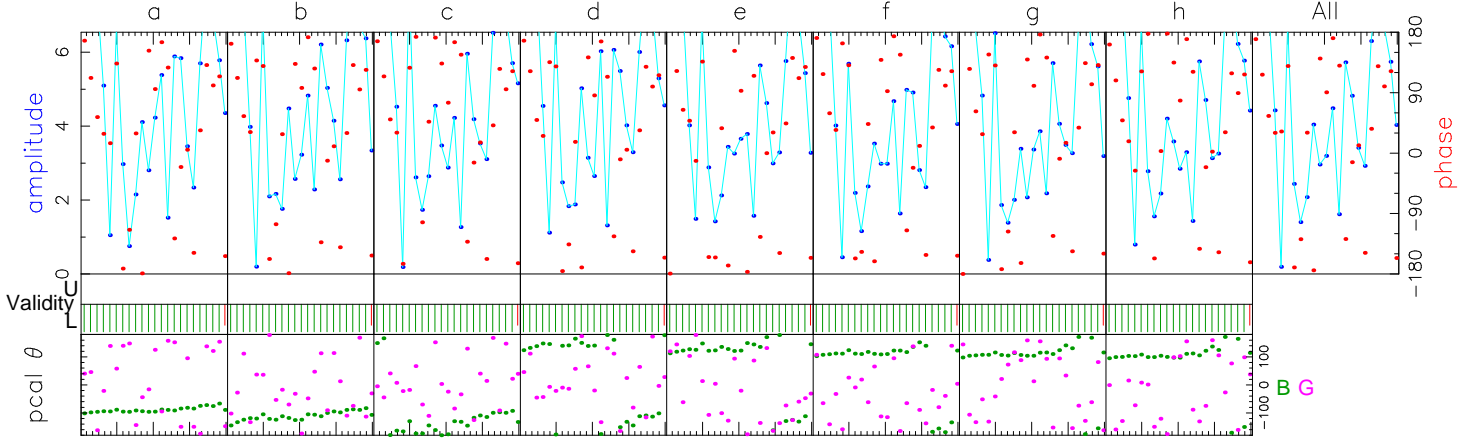 a b c d e f g h All
amplitude
6
4
2
0
180
90
0
−90
−180
phase
Validity
U
L
pcal θ
100
0
−100
B G